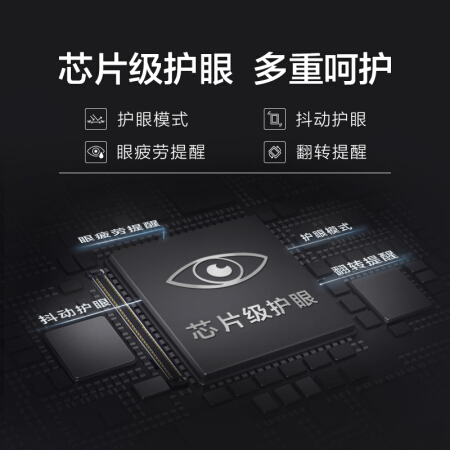 芯片级护眼 多重呵护
护眼模式
抖动护眼
眼疲劳提醒
翻转提醒
眼疲劳提醒
护眼模式
翻转提醒
抖动护眼
芯片级护眼